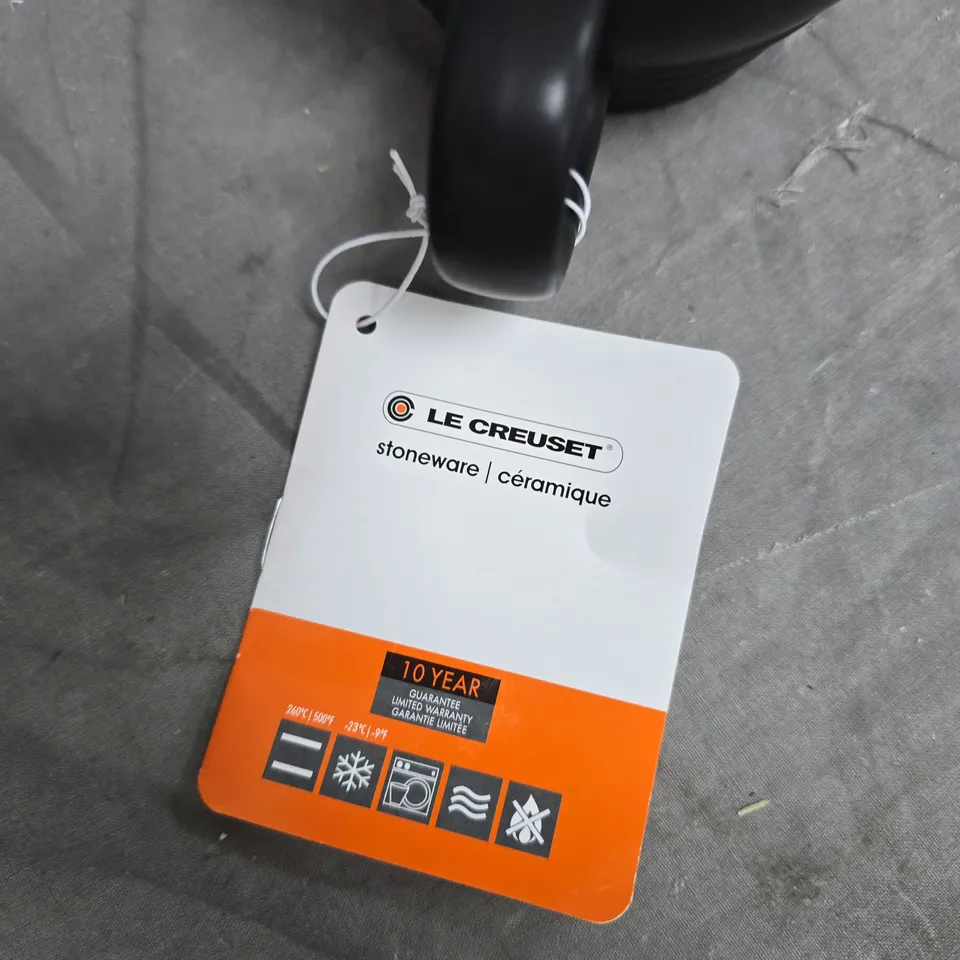 LE CREUSET®
stoneware | céramique
10 YEAR
GUARANTEE
LIMITED WARRANTY
GARANTIE LIMITÉE
260°C | 500°F -23°C | -9°F